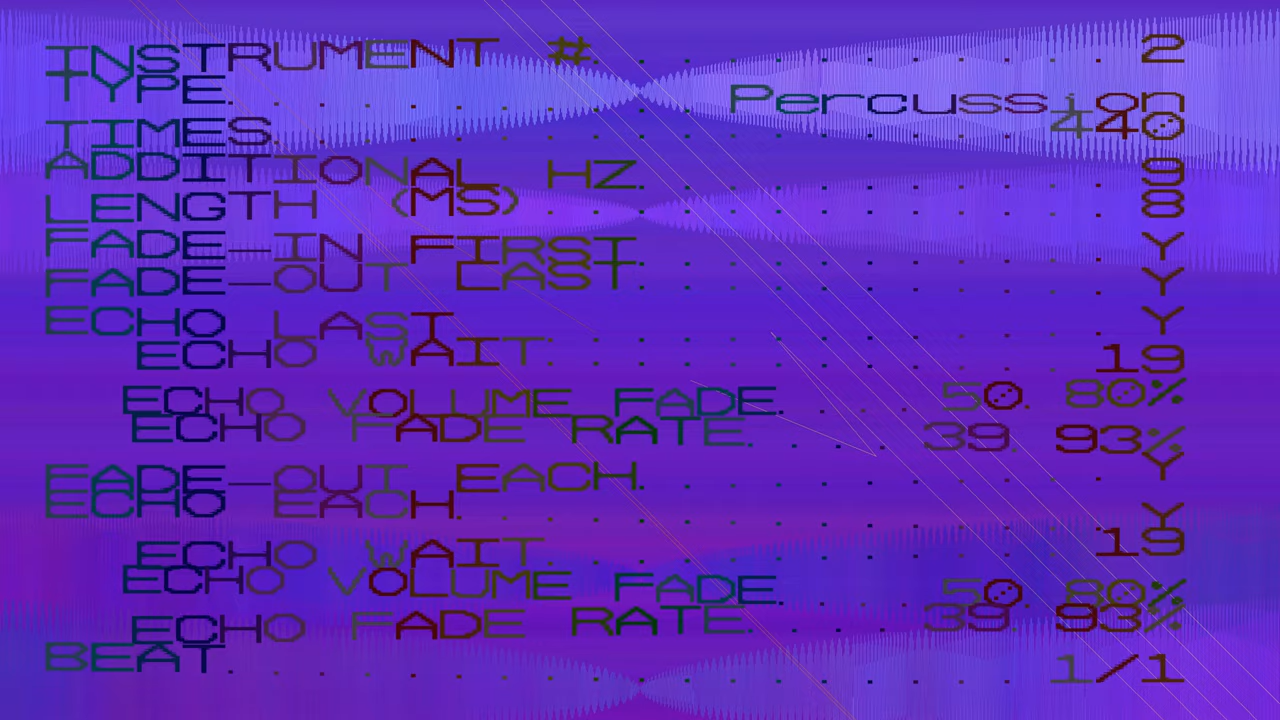 INSTRUMENT #. . . . . . . . . . . . 2
TYPE. . . . . . . . . . Percussion
TIMES. . . . . . . . . . . . . . . . . . 440
ADDITIONAL HZ. . . . . . . . . . . 9
LENGTH (MS) . . . . . . . . . . . . . 8
FADE-IN FIRST. . . . . . . . . . . Y
FADE-OUT LAST. . . . . . . . . . . Y
ECHO LAST. . . . . . . . . . . . . . . Y
ECHO WAIT. . . . . . . . . . . . . 19
ECHO VOLUME FADE. . . . 50. 80%
ECHO FADE RATE. . . . 39. 93%
FADE-OUT EACH. . . . . . . . . . . Y
ECHO EACH. . . . . . . . . . . . . . . Y
ECHO WAIT. . . . . . . . . . . . . 19
ECHO VOLUME FADE. . . . 50. 80%
ECHO FADE RATE. . . . 39. 93%
BEAT. . . . . . . . . . . . . . . . . . . 1/1